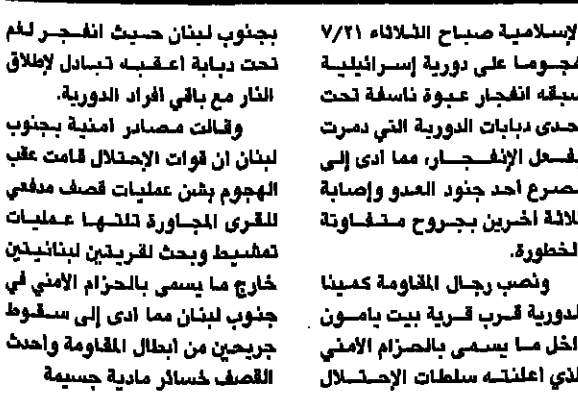 الإسلامية صباح الثلاثاء ٧/٢١
هجوما على دورية إسرائيلية
سبقه انفجار عبوة ناسفة تحت
إحدى دبابات الدورية التي دمرت
بفعل الإنفجار، مما ادى إلى
مصرع أحد جنود العدو وإصابة
ثلاثة اخرين بجروح متفاوتة
الخطورة.
ونصب رجال المقاومة كمينا
لدورية قرب قرية بيت يامون
داخل ما يسمى بالحزام الأمني
الذي اعلنته سلطات الإحتلال
بجنوب لبنان حيث انفجر لغم
تحت دبابة اعقبه تبادل لإطلاق
النار مع باقي افراد الدورية.
وقالت مصادر امنية بجنوب
لبنان ان قوات الإحتلال قامت عقب
الهجوم بشن عمليات قصف مدفعي
للقرى المجاورة تلتها عمليات
تمشيط وبحث لقريتين لبنانيتين
خارج ما يسمى بالحزام الأمني في
جنوب لبنان مما ادى إلى سقوط
جريحين من أبطال المقاومة واحدث
القصف خسائر مادية جسيمة